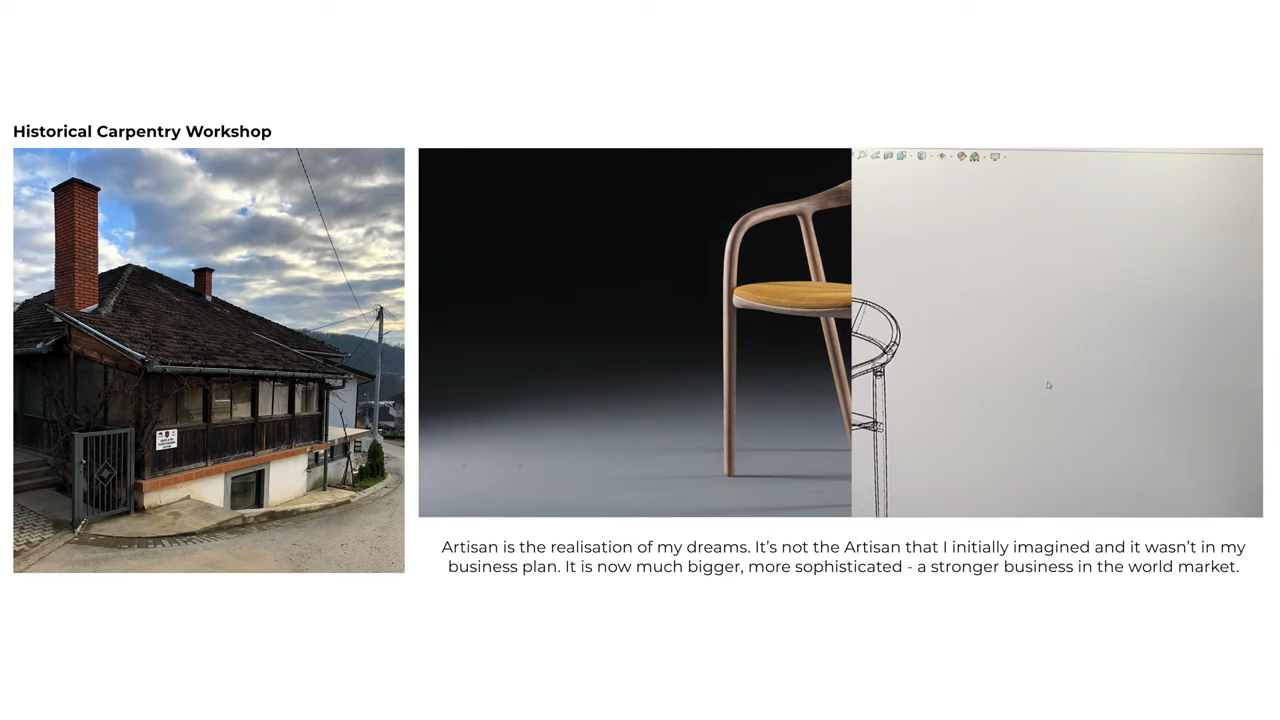 Historical Carpentry Workshop
Artisan is the realisation of my dreams. It’s not the Artisan that I initially imagined and it wasn’t in my
business plan. It is now much bigger, more sophisticated - a stronger business in the world market.